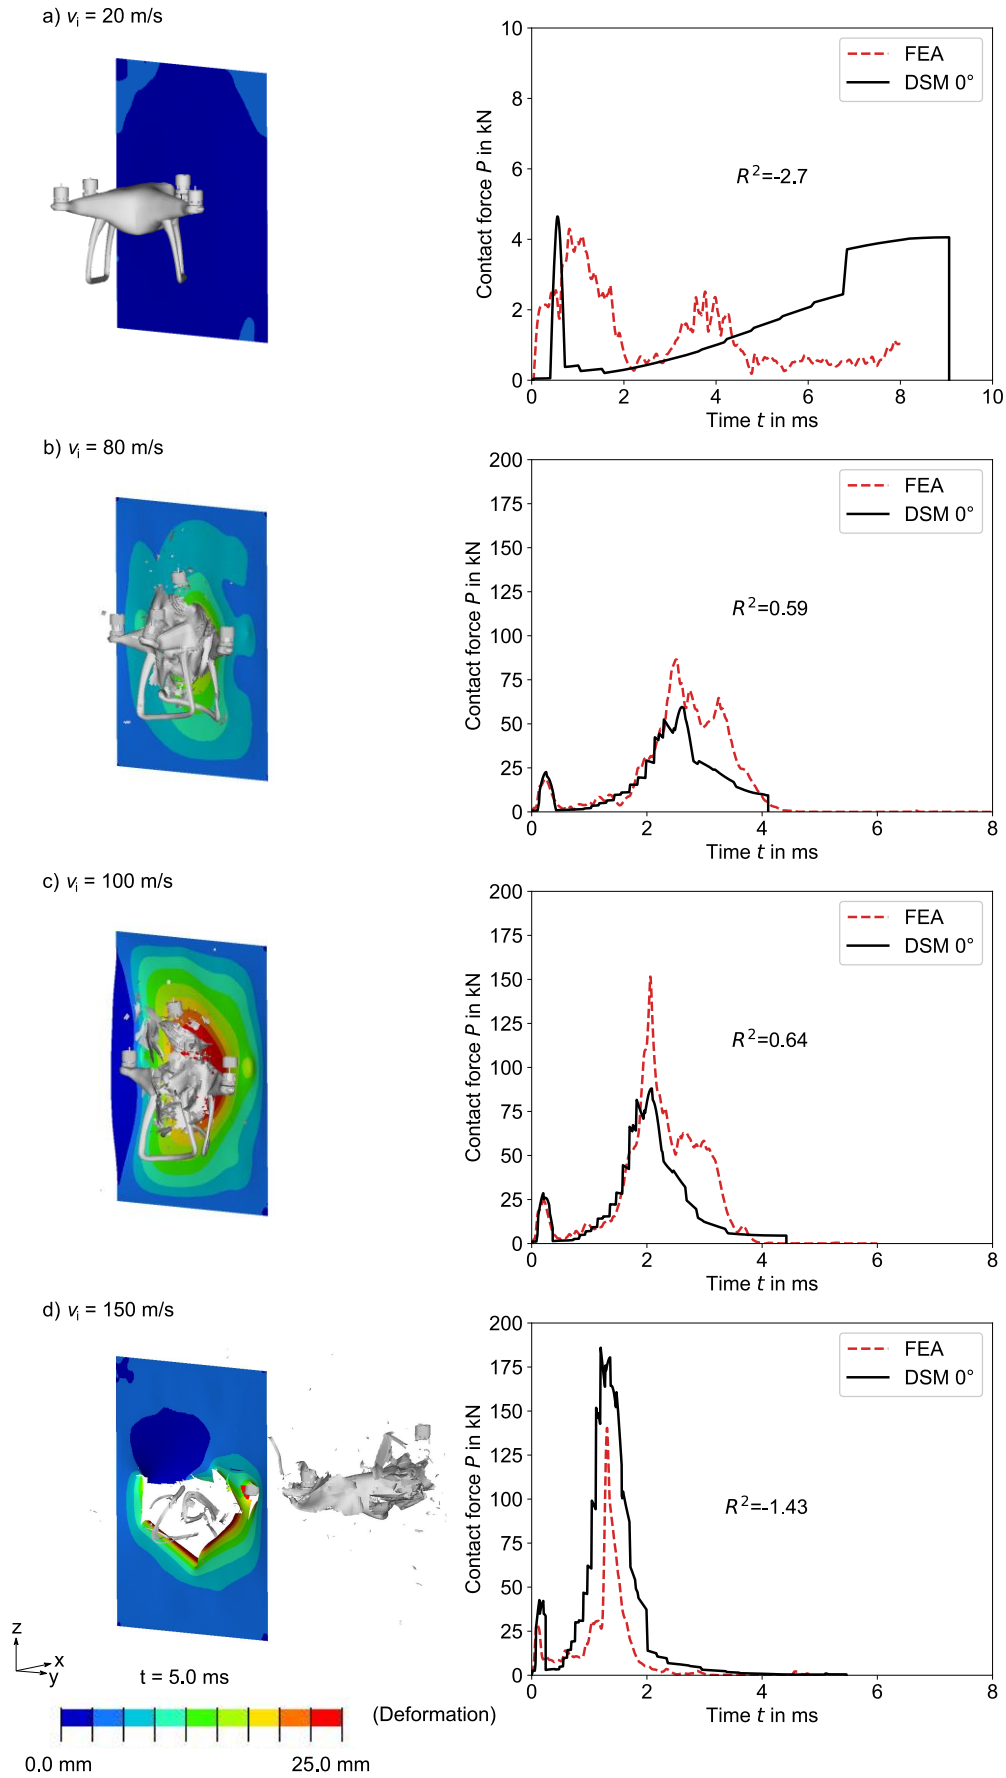 a) vᵢ = 20 m/s
10
8
6
4
2
0
Contact force P in kN
FEA
DSM 0°
R²=-2.7
0 2 4 6 8 10
Time t in ms
b) vᵢ = 80 m/s
200
175
150
125
100
75
50
25
0
Contact force P in kN
FEA
DSM 0°
R²=0.59
0 2 4 6 8
Time t in ms
c) vᵢ = 100 m/s
200
175
150
125
100
75
50
25
0
Contact force P in kN
FEA
DSM 0°
R²=0.64
0 2 4 6 8
Time t in ms
d) vᵢ = 150 m/s
200
175
150
125
100
75
50
25
0
Contact force P in kN
FEA
DSM 0°
R²=-1.43
0 2 4 6 8
Time t in ms
z
x
y
t = 5.0 ms
(Deformation)
0.0 mm 25.0 mm